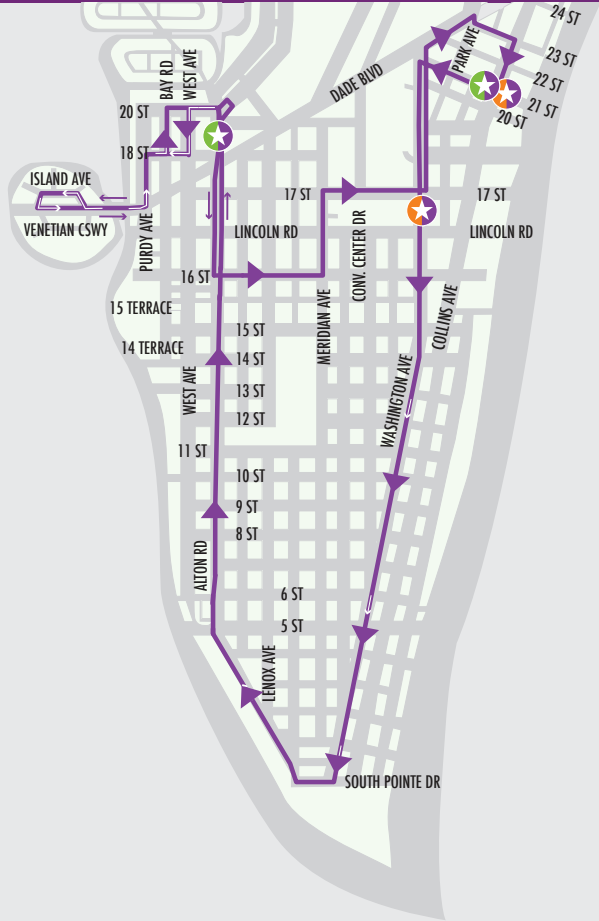 24 ST
PARK AVE
23 ST
WEST AVE
BAY RD
22 ST
DADE BLVD
20 ST
21 ST
20 ST
18 ST
ISLAND AVE
17 ST
17 ST
VENETIAN CSWY
PURDY AVE
LINCOLN RD
CONV. CENTER DR
LINCOLN RD
16 ST
15 TERRACE
MERIDIAN AVE
COLLINS AVE
15 ST
14 TERRACE
14 ST
WEST AVE
13 ST
WASHINGTON AVE
12 ST
11 ST
10 ST
9 ST
8 ST
ALTON RD
6 ST
5 ST
LENOX AVE
SOUTH POINTE DR